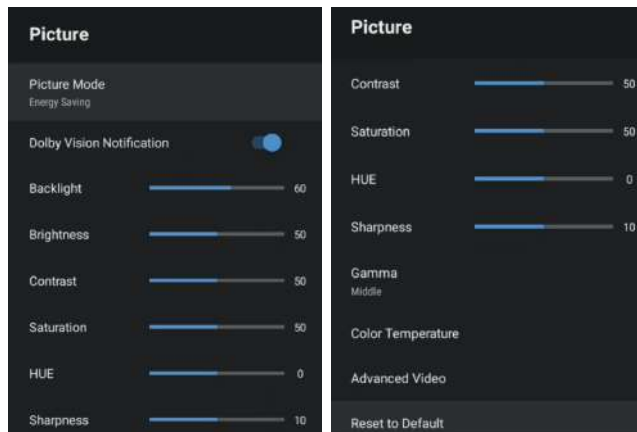 Picture
Picture Mode
Energy Saving
Dolby Vision Notification
Backlight 60
Brightness 50
Contrast 50
Saturation 50
HUE 0
Sharpness 10
Picture
Contrast 50
Saturation 50
HUE 0
Sharpness 10
Gamma
Middle
Color Temperature
Advanced Video
Reset to Default